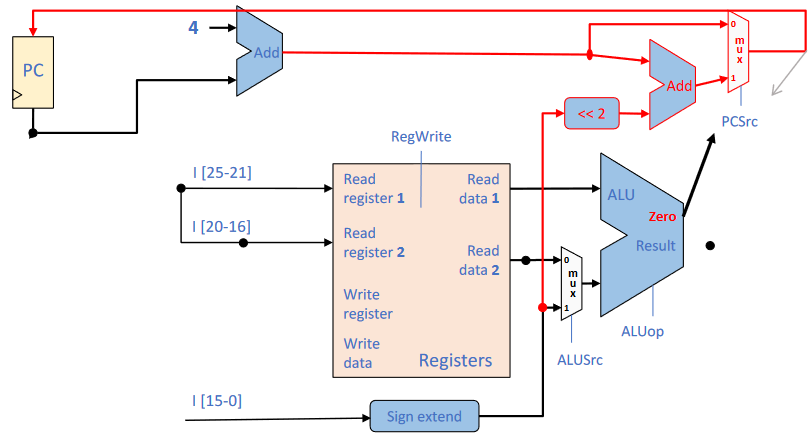 4
Add
PC
0
mux
1
Add
<< 2
PCSrc
RegWrite
I [25-21]
Read
register 1
Read
data 1
ALU
Zero
I [20-16]
Read
register 2
Read
data 2
0
mux
1
Result
Write
register
Write
data
Registers
ALUop
ALUSrc
I [15-0]
Sign extend